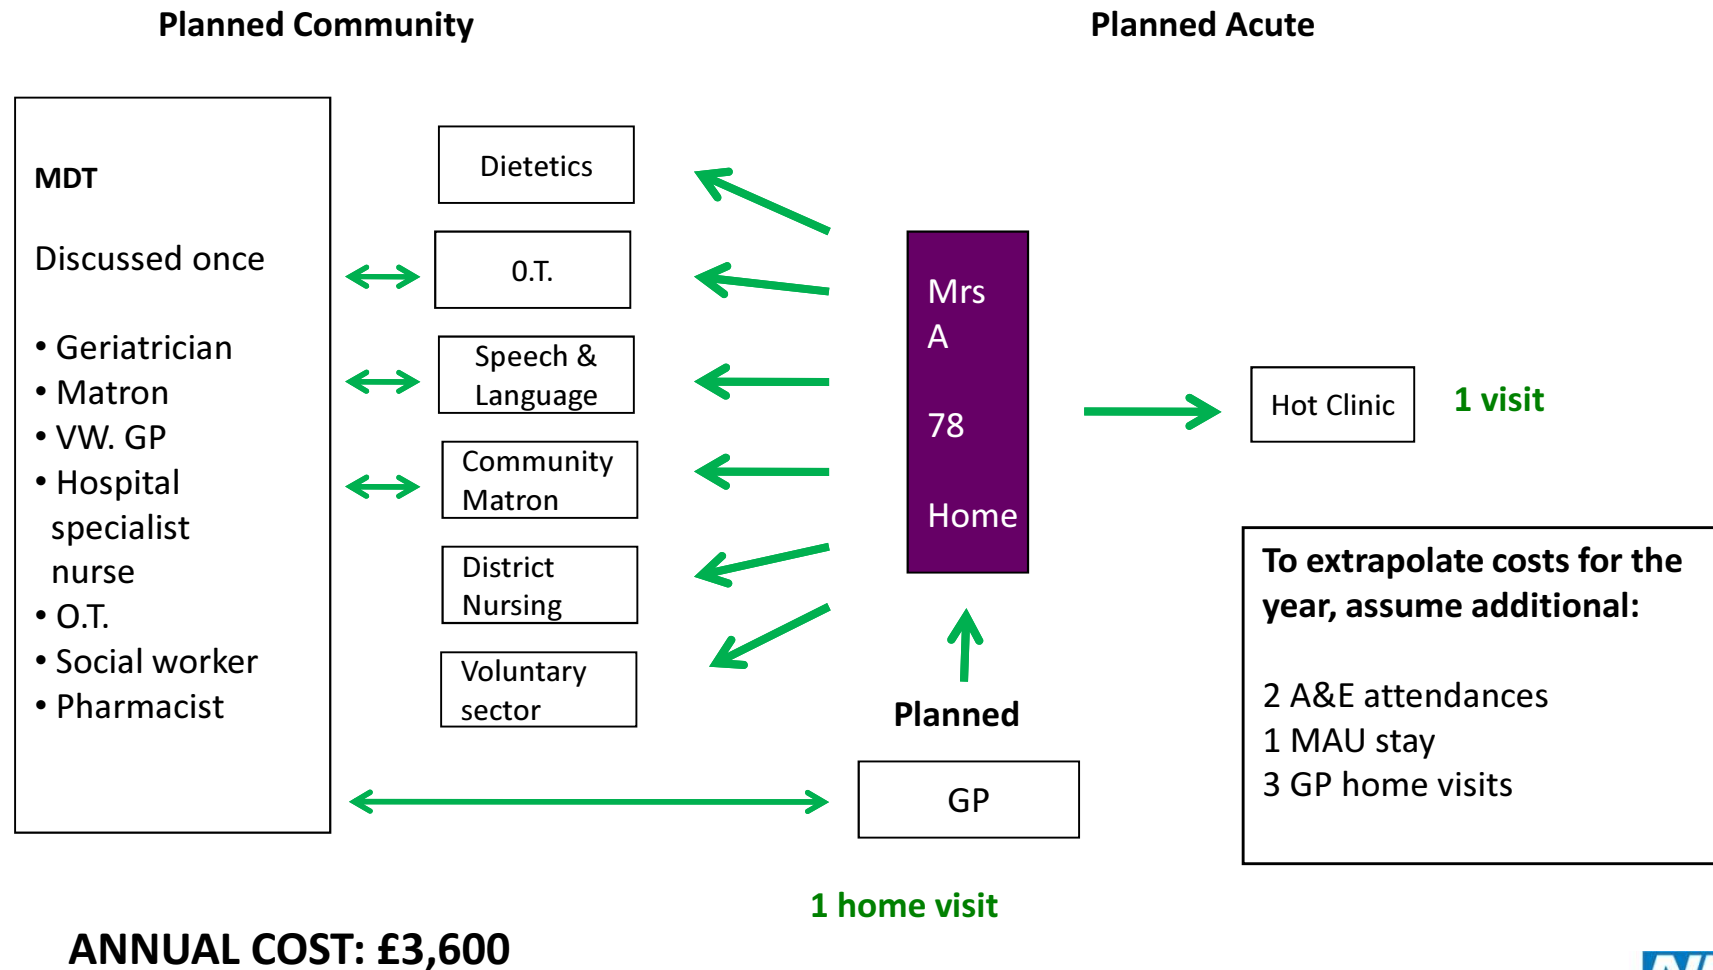 Planned Community
Planned Acute
MDT
Discussed once
• Geriatrician
• Matron
• VW. GP
• Hospital
specialist
nurse
• O.T.
• Social worker
• Pharmacist
Dietetics
0.T.
Speech &
Language
Community
Matron
District
Nursing
Voluntary
sector
Mrs
A
78
Home
Planned
GP
1 home visit
Hot Clinic
1 visit
To extrapolate costs for the
year, assume additional:
2 A&E attendances
1 MAU stay
3 GP home visits
ANNUAL COST: £3,600